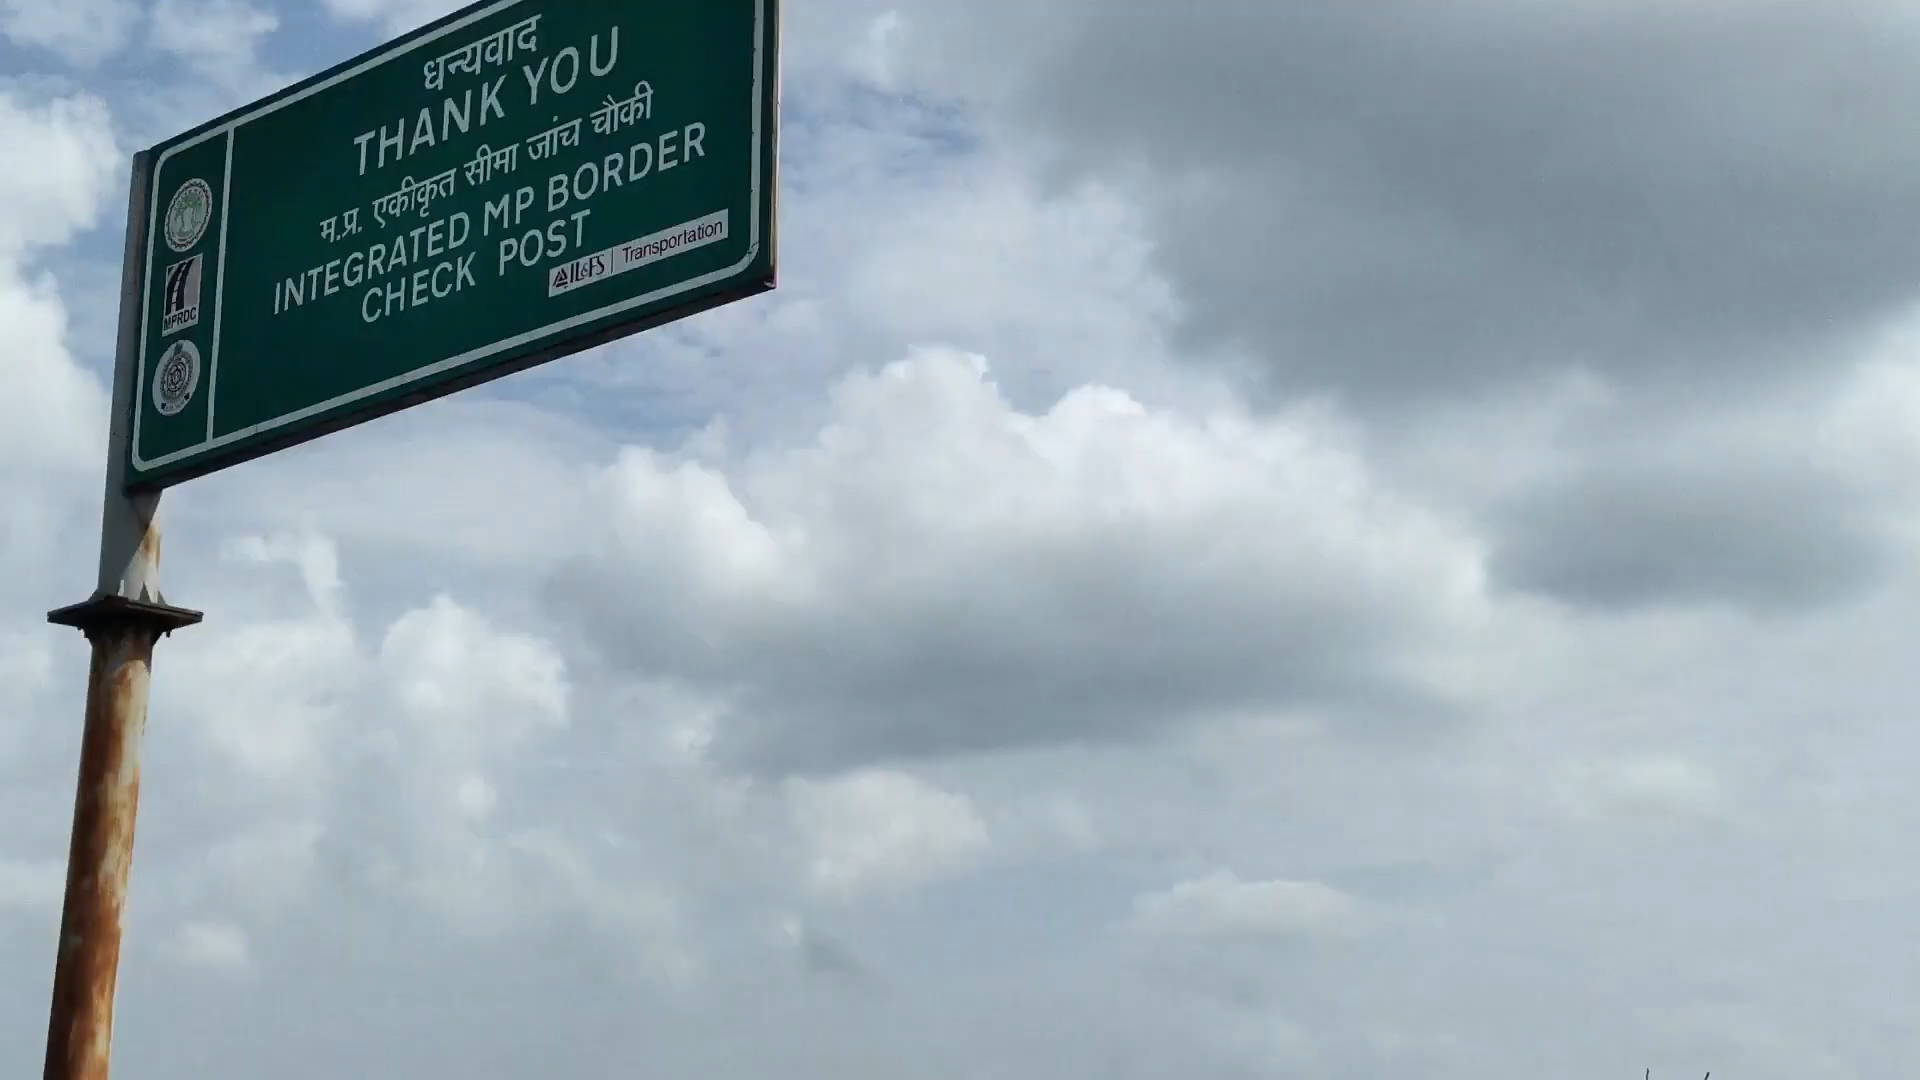 धन्यवाद
THANK YOU
म.प्र. एकीकृत सीमा जांच चौकी
INTEGRATED MP BORDER
CHECK POST
IL&FS Transportation
MPRDC